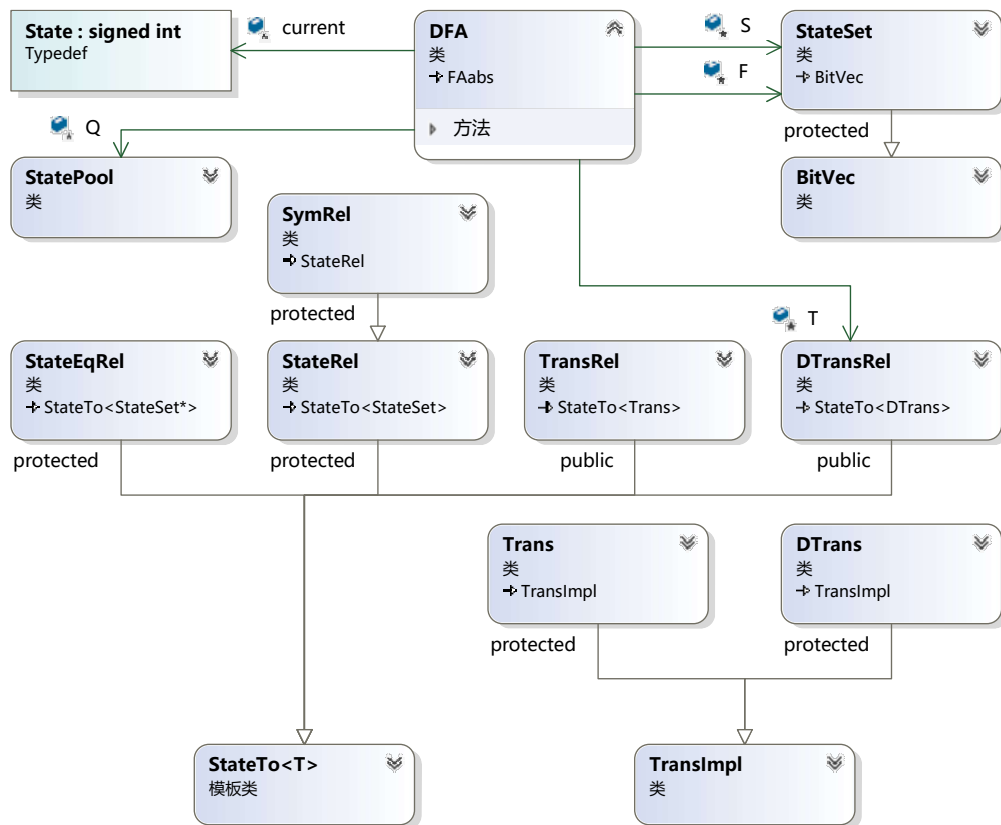 State : signed int
Typedef
current
DFA
类
FAabs
方法
S
F
StateSet
类
BitVec
protected
Q
StatePool
类
BitVec
类
SymRel
类
StateRel
protected
T
StateEqRel
类
StateTo<StateSet*>
protected
StateRel
类
StateTo<StateSet>
protected
TransRel
类
StateTo<Trans>
public
DTransRel
类
StateTo<DTrans>
public
Trans
类
TransImpl
protected
DTrans
类
TransImpl
protected
StateTo<T>
模板类
TransImpl
类